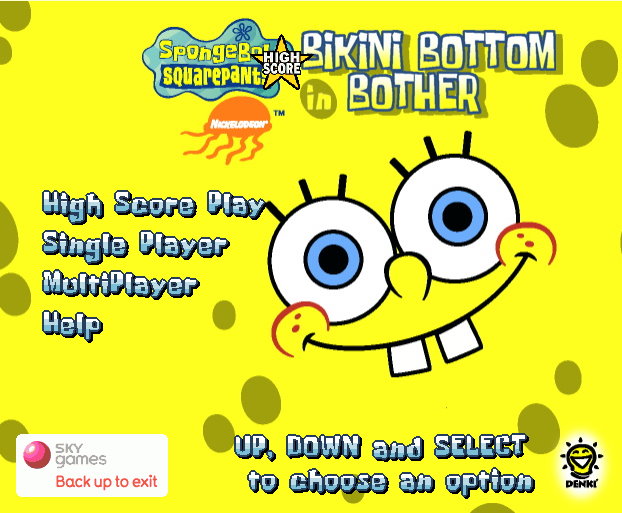 SpongeBob
SQUAREPANTS
HIGH
SCORE
BIKINI BOTTOM
in BOTHER
NICKELODEON
TM
High Score Play
Single Player
MultiPlayer
Help
sky
games
Back up to exit
UP, DOWN and SELECT
to choose an option
DENKI